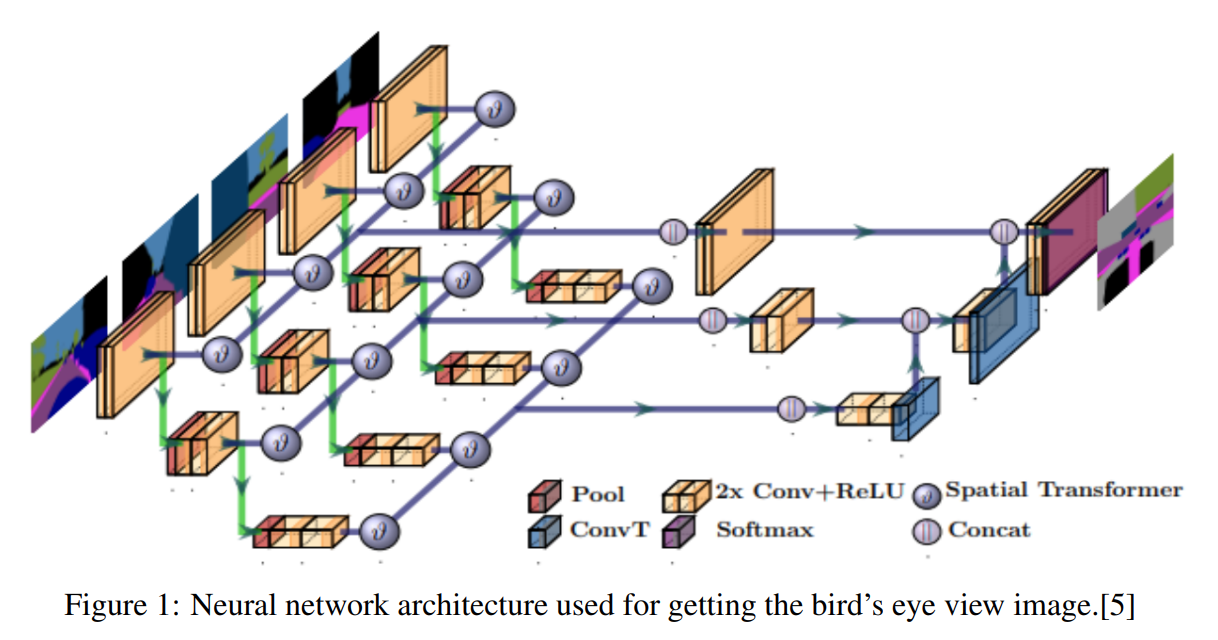 ϑ
ϑ
ϑ
ϑ
ϑ
ϑ
ϑ
ϑ
ϑ
ϑ
ϑ
ϑ
Pool
2x Conv+ReLU
ϑ Spatial Transformer
ConvT
Softmax
Concat
Figure 1: Neural network architecture used for getting the bird's eye view image.[5]